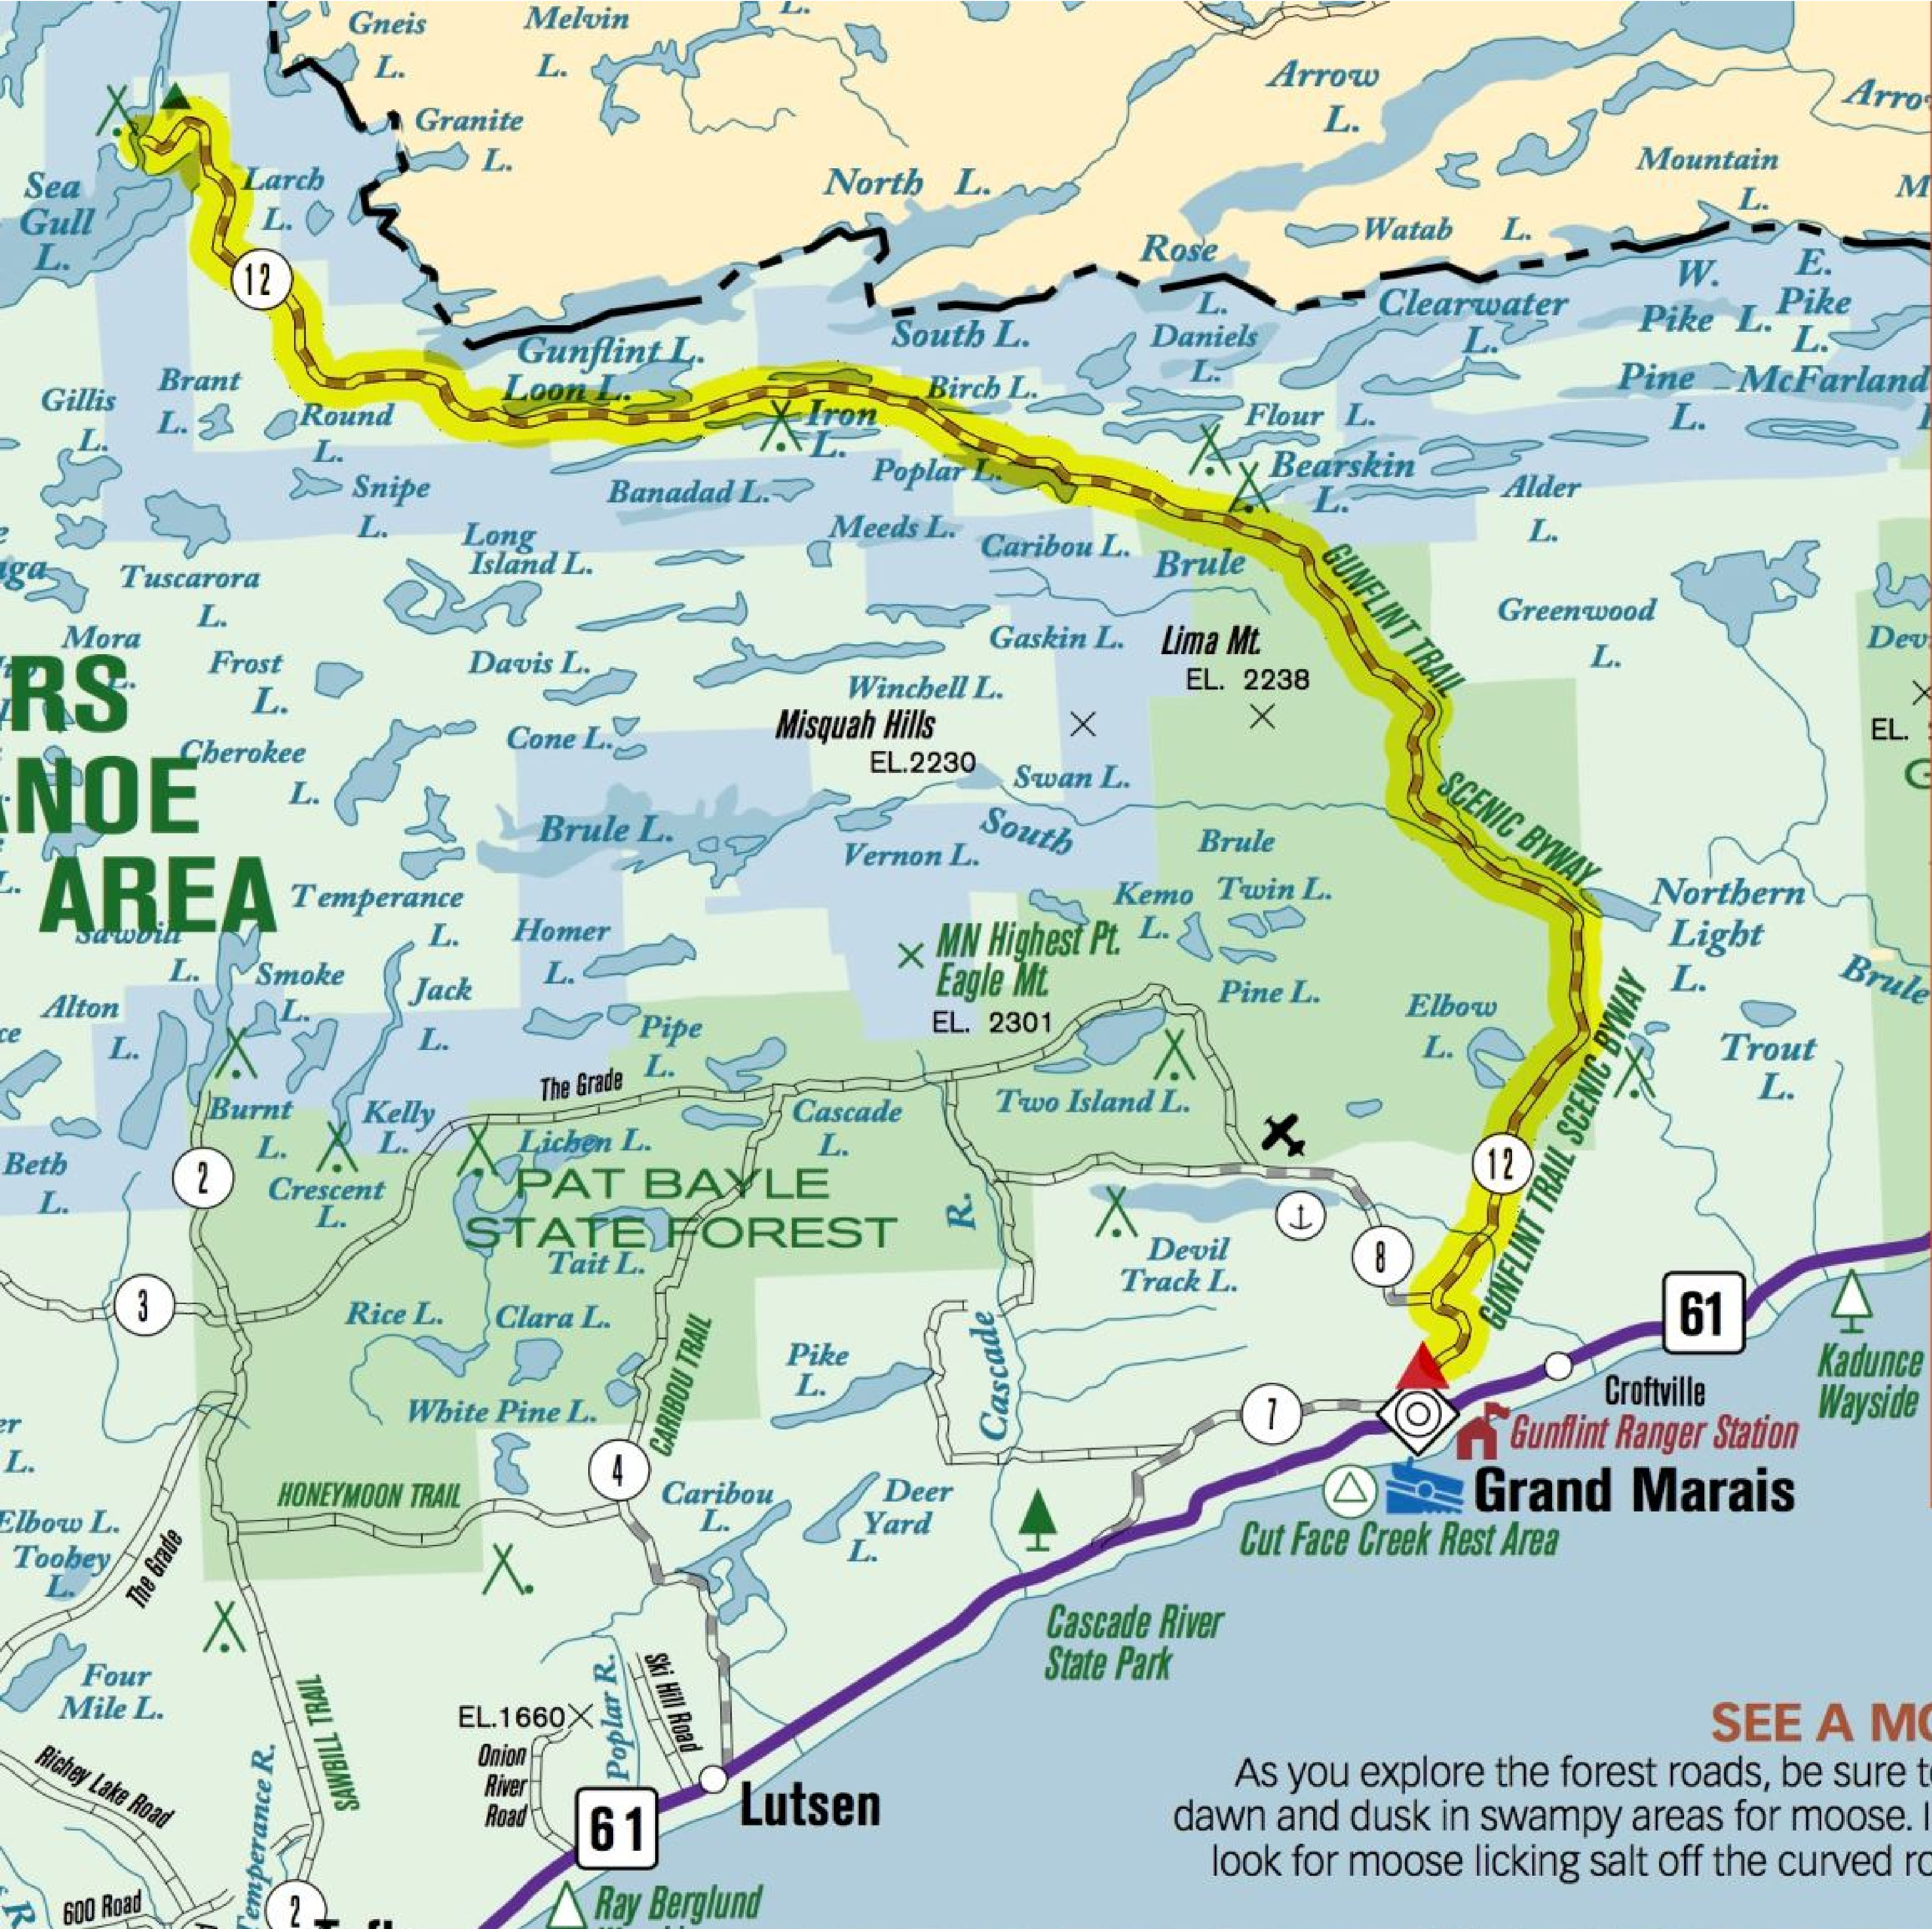 Gneis
L.
Melvin
L.
L.
Arrow
L.
Granite
L.
Sea
Gull
L.
Larch
L.
12
North L.
Mountain
L.
Rose
L.
Watab L.
W.
Pike L.
E.
Pike
L.
Clearwater
L.
South L.
Daniels
L.
Gunflint L.
Loon L.
Birch L.
Pine
L.
McFarland
Gillis
L.
Brant
L.
Round
L.
Iron
L.
Flour L.
Poplar L.
Bearskin
L.
Snipe
L.
Banadad L.
Alder
L.
Long
Island L.
Meeds L.
Caribou L.
Brule
GUNFLINT TRAIL
Tuscarora
L.
Greenwood
L.
Mora
L.
Frost
L.
Davis L.
Gaskin L.
Lima Mt.
EL. 2238
Winchell L.
Misquah Hills
EL.2230
RS
NOE
AREA
Cherokee
L.
Cone L.
Swan L.
SCENIC BYWAY
Brule L.
Vernon L.
South
Brule
Temperance
L.
Kemo
L.
Twin L.
Northern
Light
L.
Homer
L.
MN Highest Pt.
Eagle Mt.
EL. 2301
Sawbill
L.
Smoke
L.
Jack
L.
Pine L.
Elbow
L.
Brule
Alton
L.
Pipe
L.
Trout
L.
The Grade
Burnt
L.
Kelly
L.
Lichen L.
Cascade
L.
Two Island L.
GUNFLINT TRAIL SCENIC BYWAY
12
Beth
L.
2
Crescent
L.
PAT BAYLE
STATE FOREST
R.
Tait L.
Devil
Track L.
8
3
Rice L.
Clara L.
61
Pike
L.
Cascade
CARIBOU TRAIL
White Pine L.
Kadunce
Wayside
Croftville
7
Gunflint Ranger Station
Grand Marais
4
HONEYMOON TRAIL
Caribou
L.
Deer
Yard
L.
Cut Face Creek Rest Area
L.
Elbow L.
Toohey
L.
The Grade
Cascade River
State Park
Four
Mile L.
SAWBILL TRAIL
EL.1660
Poplar R.
Ski Hill Road
Onion
River
Road
Richey Lake Road
Temperance R.
61
Lutsen
SEE A MO
As you explore the forest roads, be sure to
dawn and dusk in swampy areas for moose. I
look for moose licking salt off the curved ro
600 Road
R.
2
Ray Berglund